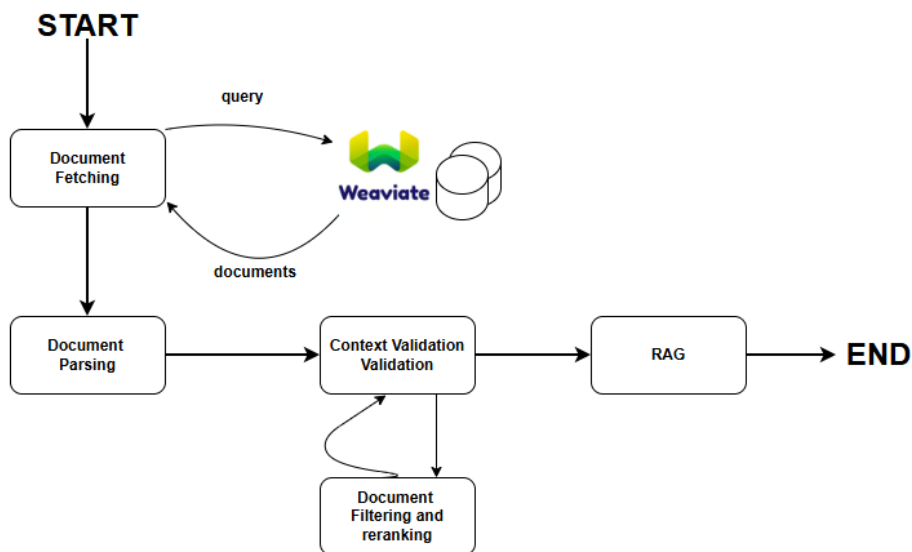 START
query
Document
Fetching
Weaviate
documents
Document
Parsing
Context Validation
Validation
RAG
END
Document
Filtering and
reranking